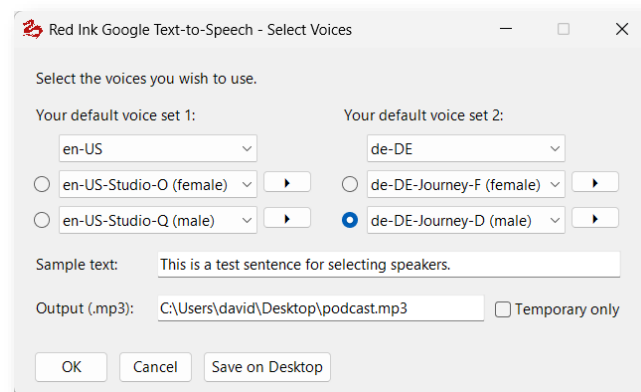 Red Ink Google Text-to-Speech - Select Voices
Select the voices you wish to use.
Your default voice set 1: Your default voice set 2:
en-US de-DE
en-US-Studio-O (female) de-DE-Journey-F (female)
en-US-Studio-Q (male) de-DE-Journey-D (male)
Sample text: This is a test sentence for selecting speakers.
Output (.mp3): C:\Users\david\Desktop\podcast.mp3 Temporary only
OK Cancel Save on Desktop